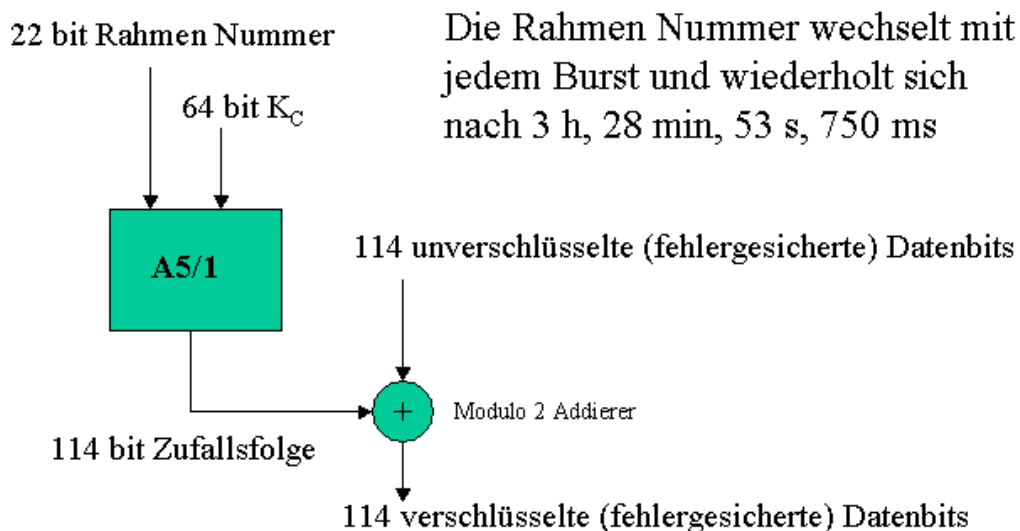 22 bit Rahmen Nummer
64 bit KC
Die Rahmen Nummer wechselt mit
jedem Burst und wiederholt sich
nach 3 h, 28 min, 53 s, 750 ms
A5/1
114 unverschlüsselte (fehlergesicherte) Datenbits
+
Modulo 2 Addierer
114 bit Zufallsfolge
114 verschlüsselte (fehlergesicherte) Datenbits